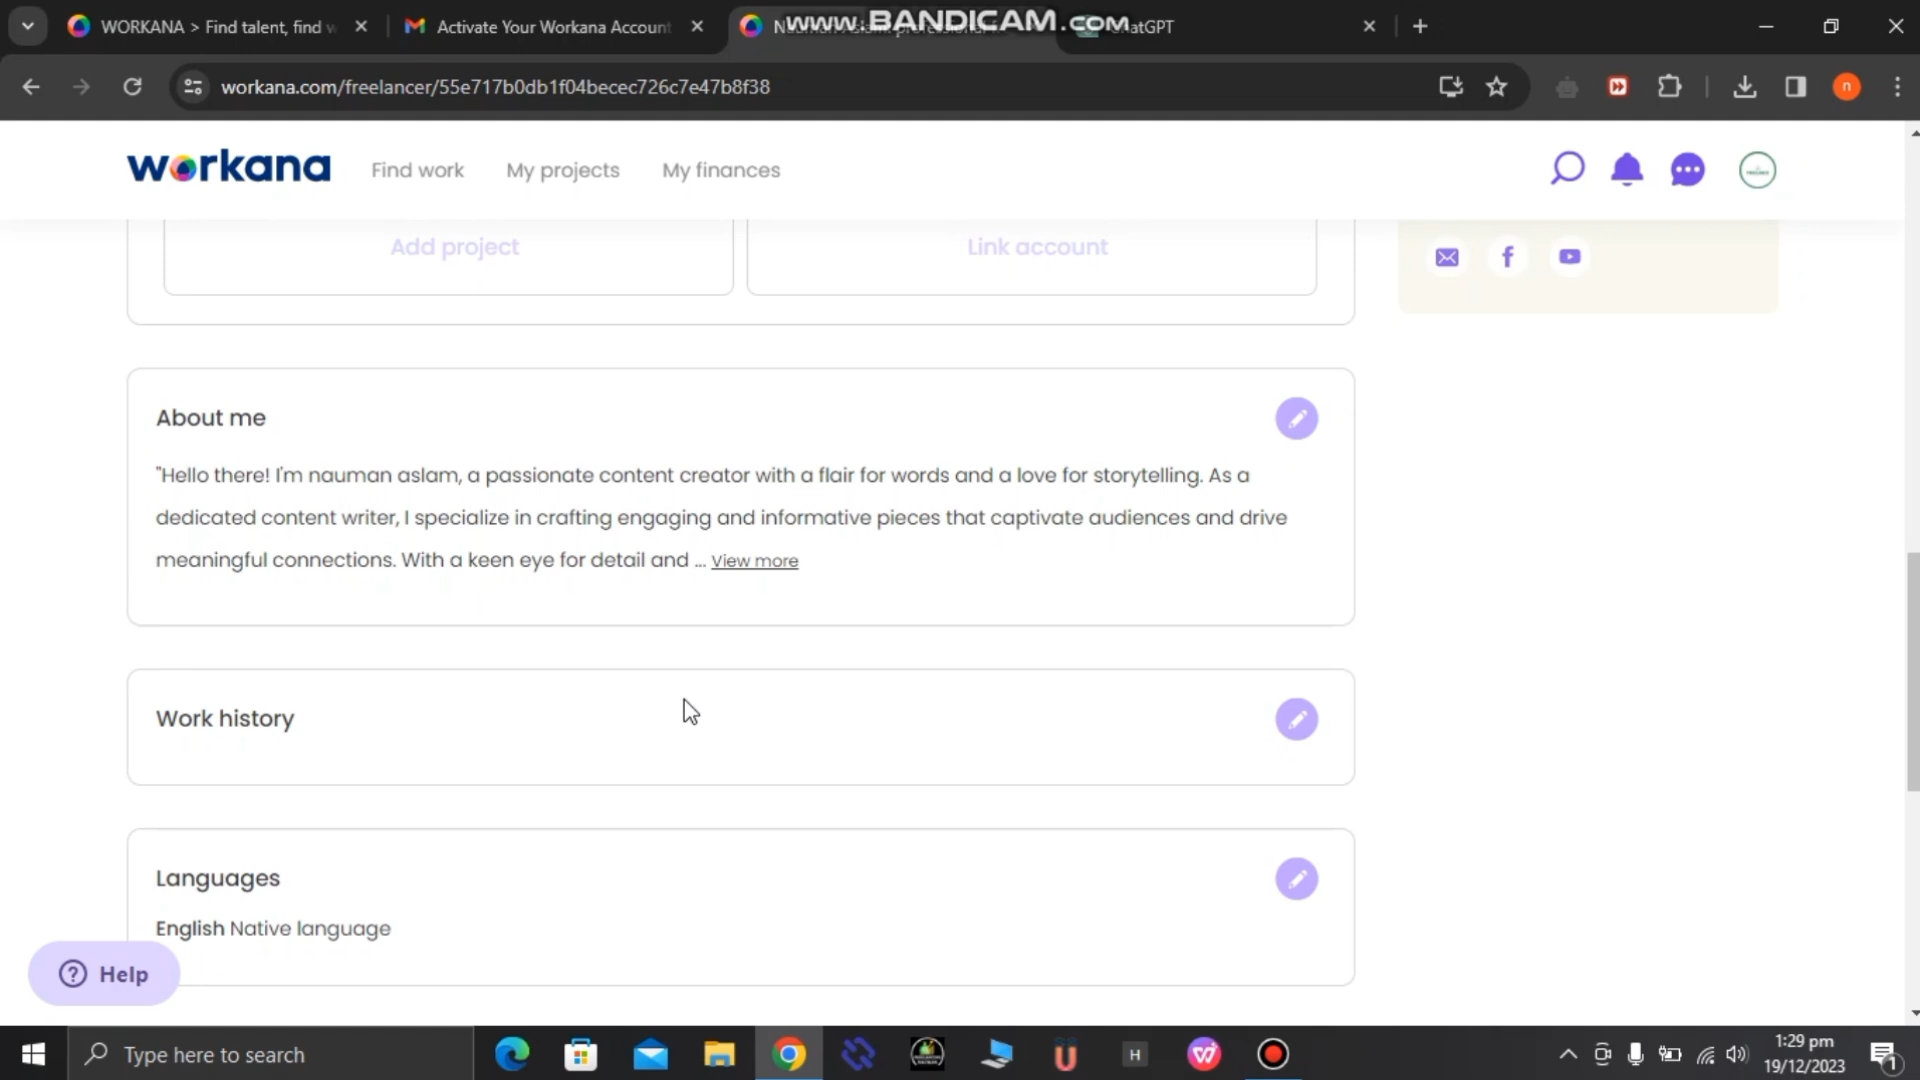 WORKANA > Find talent, find w
Activate Your Workana Account
WWW.BANDICAM.COM
workana.com/freelancer/55e717b0db1f04becec726c7e47b8f38
n
workana
Find work
My projects
My finances
Add project
Link account
About me
"Hello there! I'm nauman aslam, a passionate content creator with a flair for words and a love for storytelling. As a
dedicated content writer, I specialize in crafting engaging and informative pieces that captivate audiences and drive
meaningful connections. With a keen eye for detail and ... View more
Work history
Languages
English Native language
Help
Type here to search
H
1:29 pm
19/12/2023
1